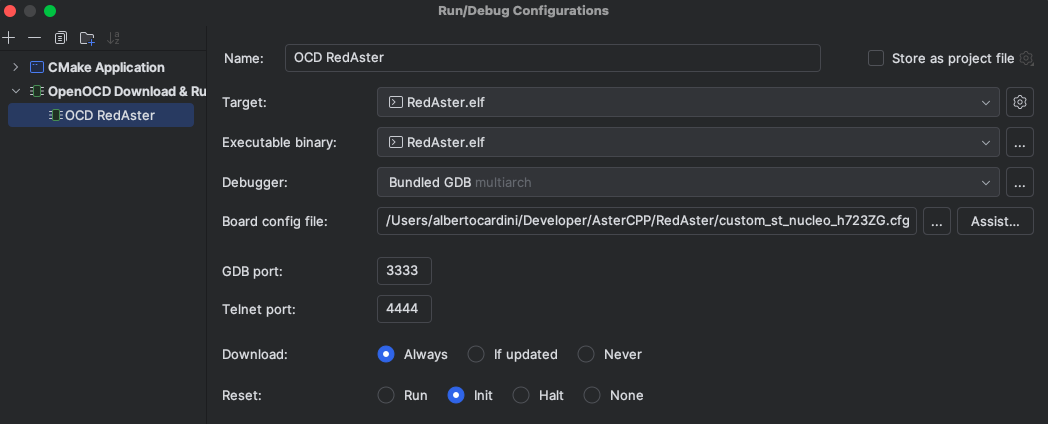 Run/Debug Configurations
CMake Application
OpenOCD Download & Ru
OCD RedAster
Name: OCD RedAster Store as project file
Target: RedAster.elf
Executable binary: RedAster.elf ...
Debugger: Bundled GDB multiarch ...
Board config file: /Users/albertocardini/Developer/AsterCPP/RedAster/custom_st_nucleo_h723ZG.cfg ... Assist...
GDB port: 3333
Telnet port: 4444
Download: Always If updated Never
Reset: Run Init Halt None